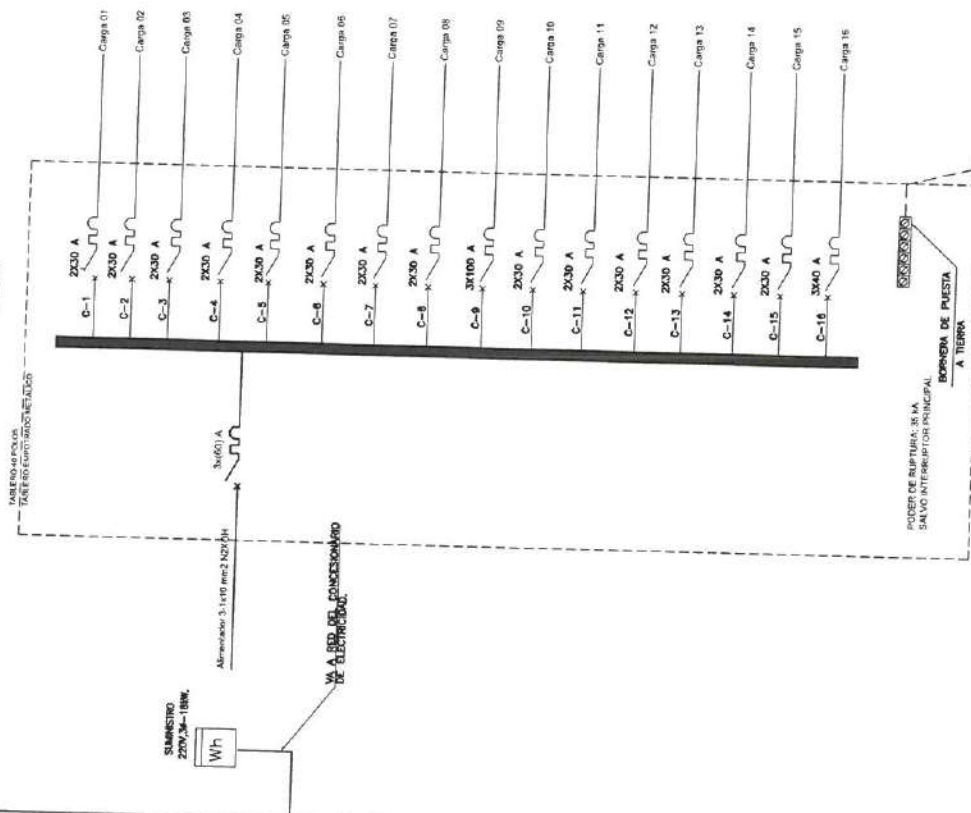 TABLERO 48 POLOS
TABLERO EMPOTRADO METALICO
SUMINISTRO
220V,3ø-18kW.
Wh
VA A RED DEL CONCESIONARIO
DE ELECTRICIDAD.
Alimentador 3-1x10 mm2 N2XOH
3x(60) A
C-1
2X30 A
Carga 01
C-2
2X30 A
Carga 02
C-3
2X30 A
Carga 03
C-4
2X30 A
Carga 04
C-5
2X30 A
Carga 05
C-6
2X30 A
Carga 06
C-7
2X30 A
Carga 07
C-8
2X30 A
Carga 08
C-9
3X100 A
Carga 09
C-10
2X30 A
Carga 10
C-11
2X30 A
Carga 11
C-12
2X30 A
Carga 12
C-13
2X30 A
Carga 13
C-14
2X30 A
Carga 14
C-15
2X30 A
Carga 15
C-16
3X40 A
Carga 16
PODER DE RUPTURA: 35 kA
SALVO INTERRUPTOR PRINCIPAL
BORNERA DE PUESTA
A TIERRA